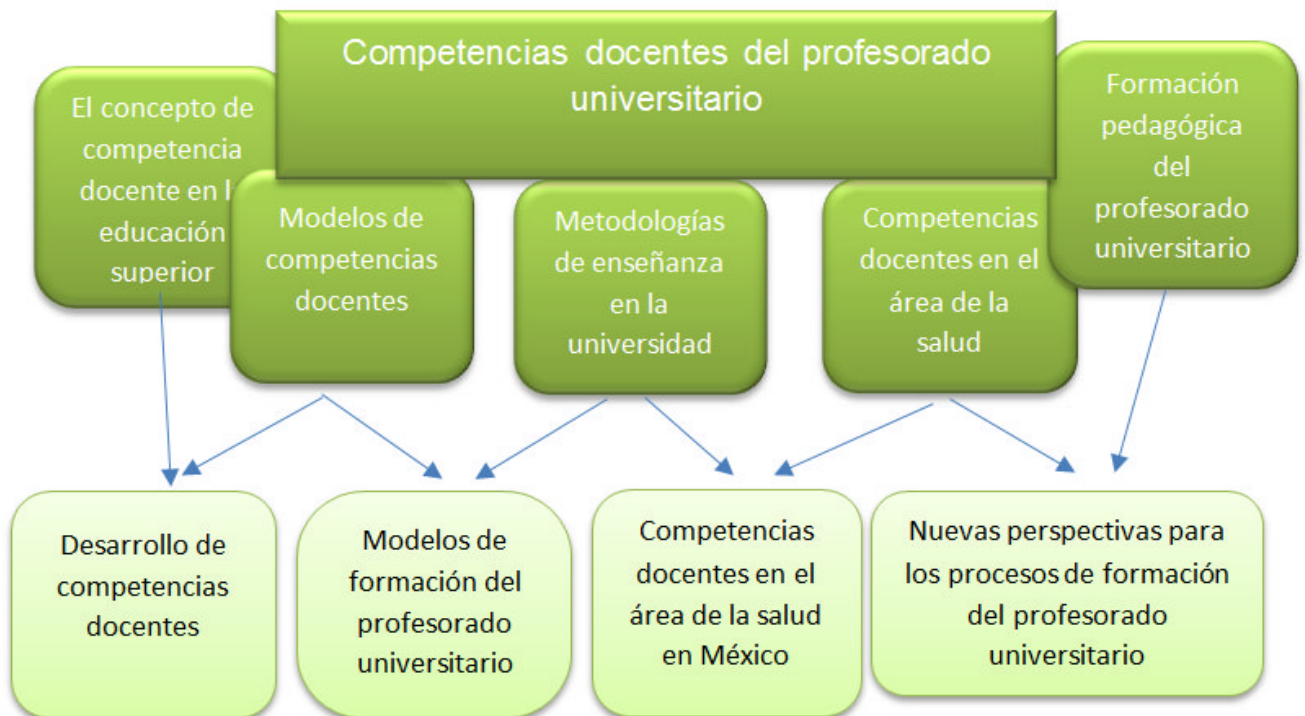 Competencias docentes del profesorado
universitario
El concepto de
competencia
docente en la
educación
superior
Modelos de
competencias
docentes
Metodologías
de enseñanza
en la
universidad
Competencias
docentes en el
área de la
salud
Formación
pedagógica
del
profesorado
universitario
Desarrollo de
competencias
docentes
Modelos de
formación del
profesorado
universitario
Competencias
docentes en el
área de la salud
en México
Nuevas perspectivas para
los procesos de formación
del profesorado
universitario